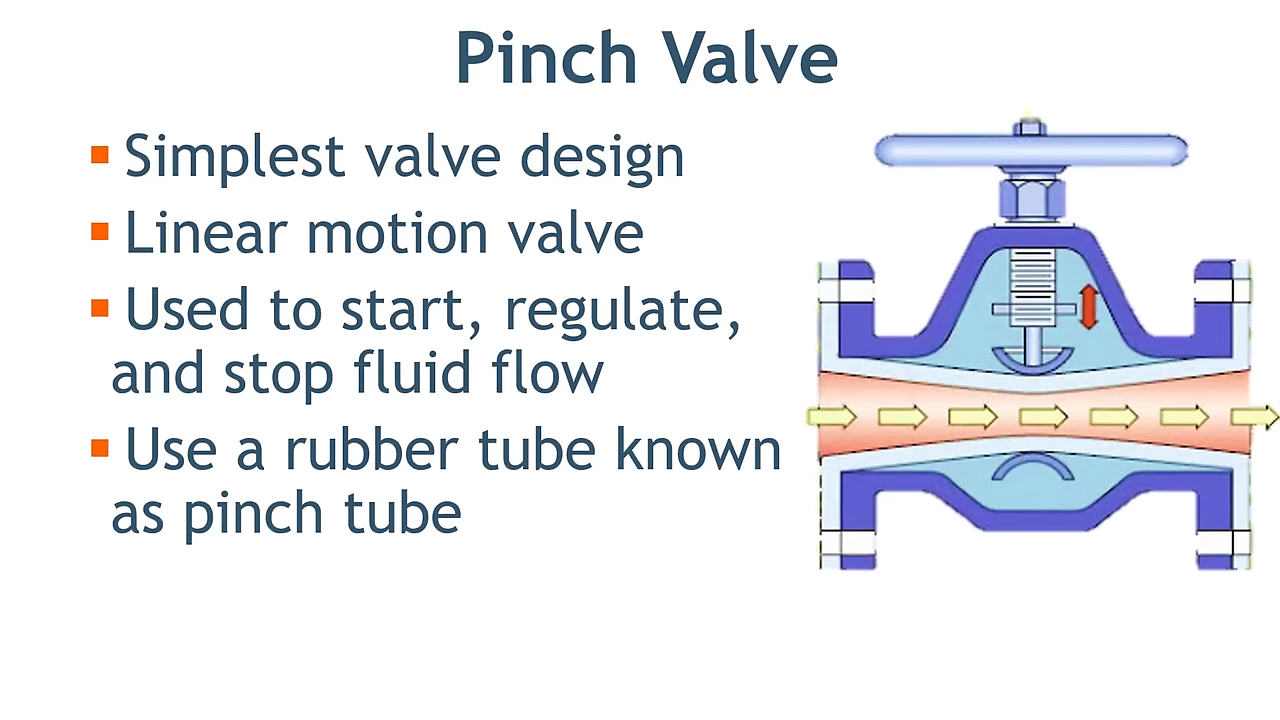 Pinch Valve
▪ Simplest valve design
▪ Linear motion valve
▪ Used to start, regulate,
and stop fluid flow
▪ Use a rubber tube known
as pinch tube